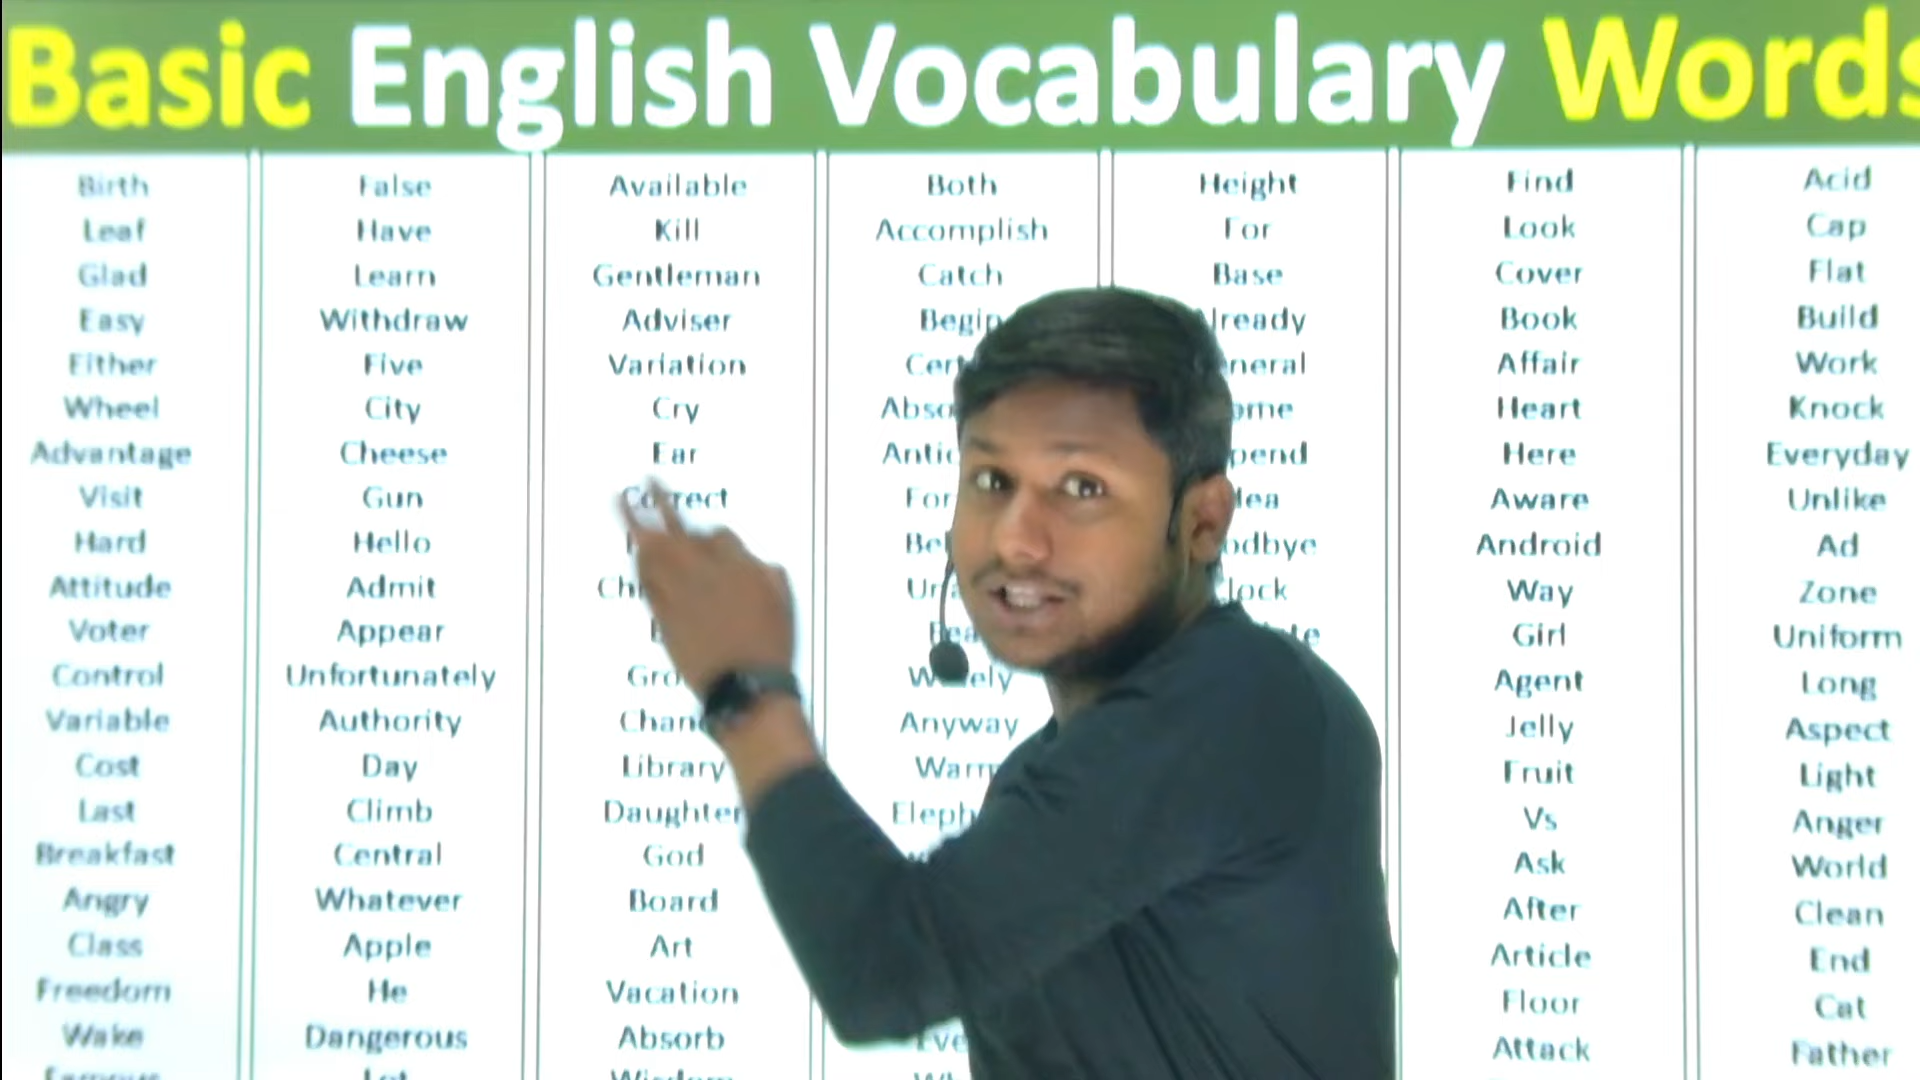 Basic English Vocabulary Words
Birth False Available Both Height Find Acid
Leaf Have Kill Accomplish For Look Cap
Glad Learn Gentleman Catch Base Cover Flat
Easy Withdraw Adviser Book Build
Either Five Variation Affair Work
Wheel City Cry Heart Knock
Advantage Cheese Ear Here Everyday
Visit Gun Correct Aware Unlike
Hard Hello Android Ad
Attitude Admit Way Zone
Voter Appear Girl Uniform
Control Unfortunately Agent Long
Variable Authority Anyway Jelly Aspect
Cost Day Library Fruit Light
Last Climb Daughter Vs Anger
Breakfast Central God Ask World
Angry Whatever Board After Clean
Class Apple Art Article End
Freedom He Vacation Floor Cat
Wake Dangerous Absorb Attack Father